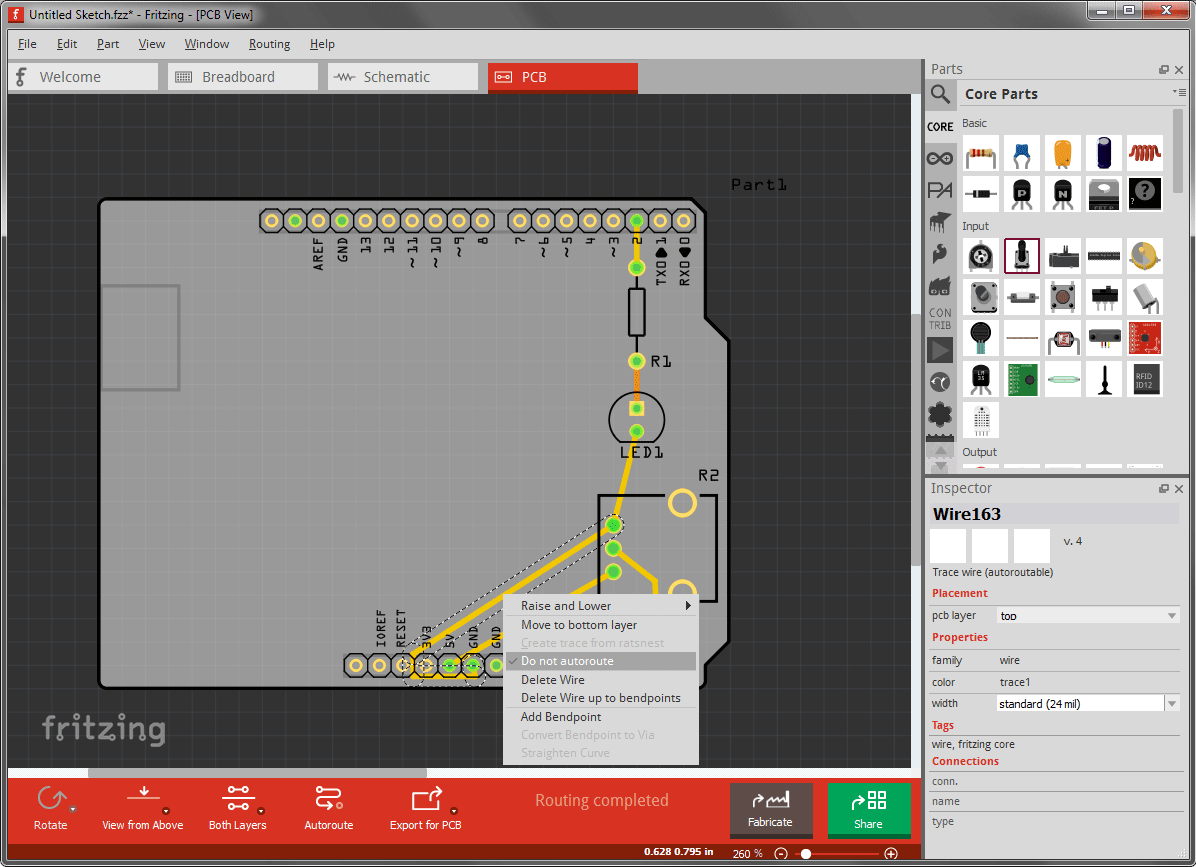 Untitled Sketch.fzz* - Fritzing - [PCB View]
File Edit Part View Window Routing Help
Welcome Breadboard Schematic PCB
Parts
Core Parts
CORE
Basic
P N
?
PA
Input
CON
TRIB
RFID
ID12
Output
Part1
AREF GND 13 12 ~11 ~10 ~9 8 7 ~6 ~5 4 ~3 2 TXD 1 RXD 0
R1
LED1
R2
IOREF RESET 3V3 5V GND GND
Raise and Lower
Move to bottom layer
Create trace from ratsnest
Do not autoroute
Delete Wire
Delete Wire up to bendpoints
Add Bendpoint
Convert Bendpoint to Via
Straighten Curve
fritzing
Inspector
Wire163
v. 4
Trace wire (autoroutable)
Placement
pcb layer top
Properties
family wire
color trace1
width standard (24 mil)
Tags
wire, fritzing core
Connections
conn.
name
type
Rotate View from Above Both Layers Autoroute Export for PCB
Routing completed
Fabricate Share
0.628 0.795 in 260 %